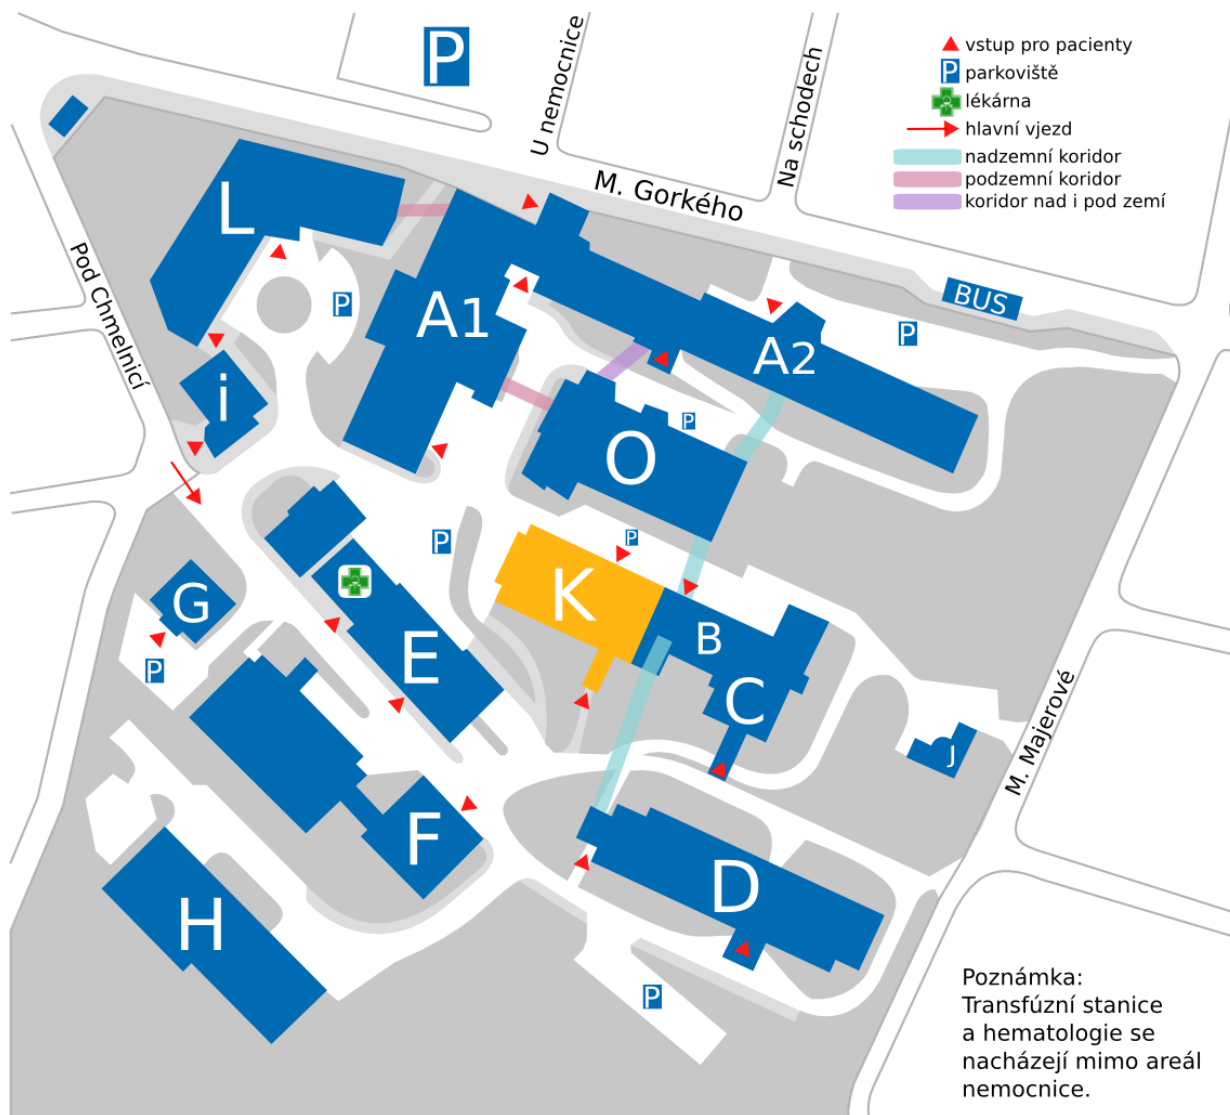 P
U nemocnice
Na schodech
vstup pro pacienty
P parkoviště
lékárna
hlavní vjezd
nadzemní koridor
podzemní koridor
koridor nad i pod zemí
M. Gorkého
L
Pod Chmelnicí
P
A1
BUS
P
A2
i
P
O
P
P
K
G
B
E
P
C
M. Majerové
J
F
D
H
P
Poznámka:
Transfúzní stanice
a hematologie se
nacházejí mimo areál
nemocnice.